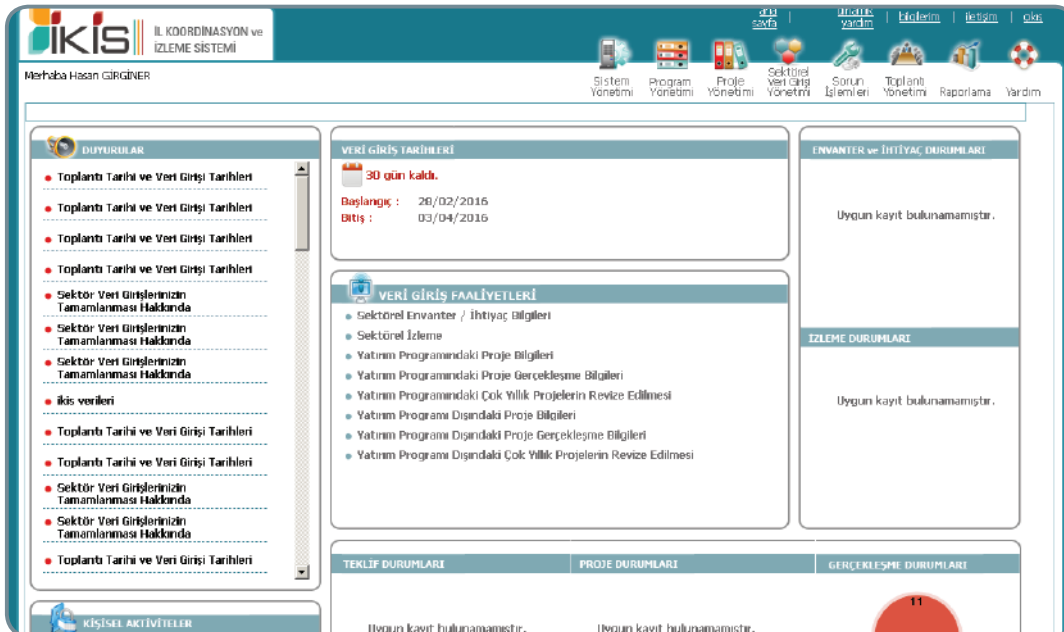 ikis
İL KOORDİNASYON ve
İZLEME SİSTEMİ
ana
sayfa
|
dinamik
yardım
| bilgilerim | iletişim | çıkış
Merhaba Hasan GİRGİNER
Sistem
Yönetimi
Program
Yönetimi
Proje
Yönetimi
Sektörel
Veri Girişi
Yönetimi
Sorun
İşlemleri
Toplantı
Yönetimi
Raporlama
Yardım
DUYURULAR
Toplantı Tarihi ve Veri Girişi Tarihleri
Toplantı Tarihi ve Veri Girişi Tarihleri
Toplantı Tarihi ve Veri Girişi Tarihleri
Toplantı Tarihi ve Veri Girişi Tarihleri
Sektör Veri Girişlerinizin
Tamamlanması Hakkında
Sektör Veri Girişlerinizin
Tamamlanması Hakkında
Sektör Veri Girişlerinizin
Tamamlanması Hakkında
ikis verileri
Toplantı Tarihi ve Veri Girişi Tarihleri
Toplantı Tarihi ve Veri Girişi Tarihleri
Sektör Veri Girişlerinizin
Tamamlanması Hakkında
Sektör Veri Girişlerinizin
Tamamlanması Hakkında
Toplantı Tarihi ve Veri Girişi Tarihleri
KİŞİSEL AKTİVİTELER
VERİ GİRİŞ TARİHLERİ
30 gün kaldı.
Başlangıç : 28/02/2016
Bitiş : 03/04/2016
VERİ GİRİŞ FAALİYETLERİ
Sektörel Envanter / İhtiyaç Bilgileri
Sektörel İzleme
Yatırım Programındaki Proje Bilgileri
Yatırım Programındaki Proje Gerçekleşme Bilgileri
Yatırım Programındaki Çok Yıllık Projelerin Revize Edilmesi
Yatırım Programı Dışındaki Proje Bilgileri
Yatırım Programı Dışındaki Proje Gerçekleşme Bilgileri
Yatırım Programı Dışındaki Çok Yıllık Projelerin Revize Edilmesi
ENVANTER ve İHTİYAÇ DURUMLARI
Uygun kayıt bulunamamıştır.
İZLEME DURUMLARI
Uygun kayıt bulunamamıştır.
TEKLİF DURUMLARI
Uygun kayıt bulunamamıştır.
PROJE DURUMLARI
Uygun kayıt bulunamamıştır.
GERÇEKLEŞME DURUMLARI
11